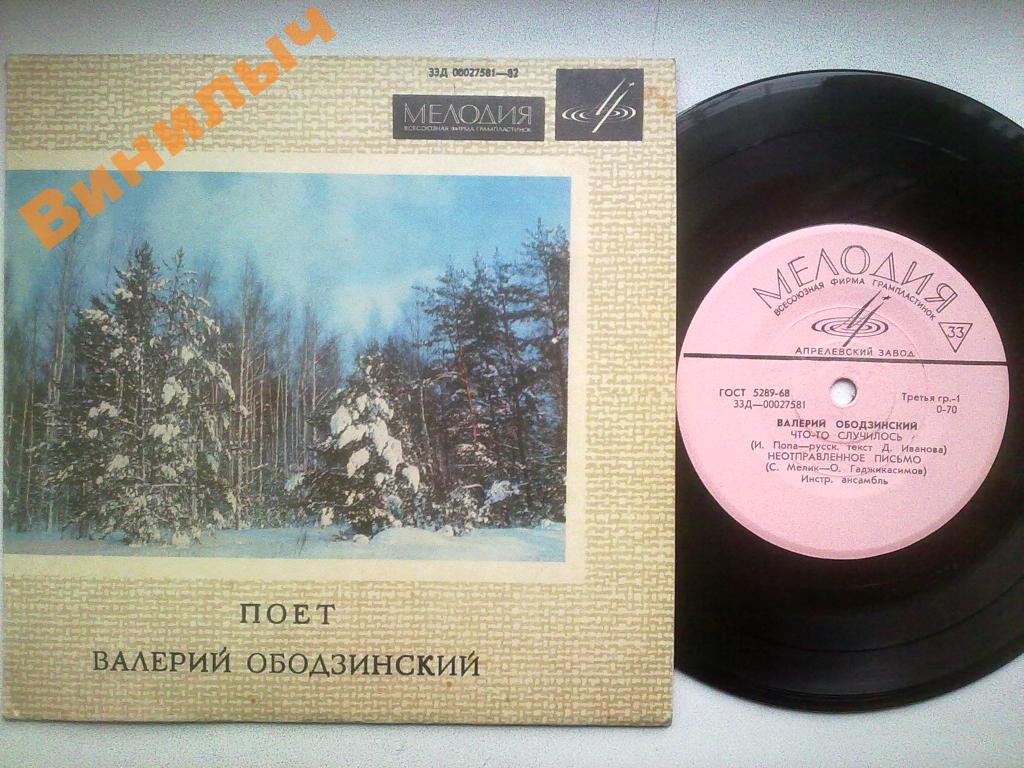 Винилыч
33Д 00027581—82
МЕЛОДИЯ
ВСЕСОЮЗНАЯ ФИРМА ГРАМПЛАСТИНОК
ПОЕТ
ВАЛЕРИЙ ОБОДЗИНСКИЙ
МЕЛОДИЯ
ВСЕСОЮЗНАЯ ФИРМА ГРАМПЛАСТИНОК
33
АПРЕЛЕВСКИЙ ЗАВОД
ГОСТ 5289-68
33Д—00027581
Третья гр.-1
0-70
ВАЛЕРИЙ ОБОДЗИНСКИЙ
ЧТО-ТО СЛУЧИЛОСЬ
(И. Попа—русск. текст Д. Иванова)
НЕОТПРАВЛЕННОЕ ПИСЬМО
(С. Мелик—О. Гаджикасимов)
Инстр. ансамбль